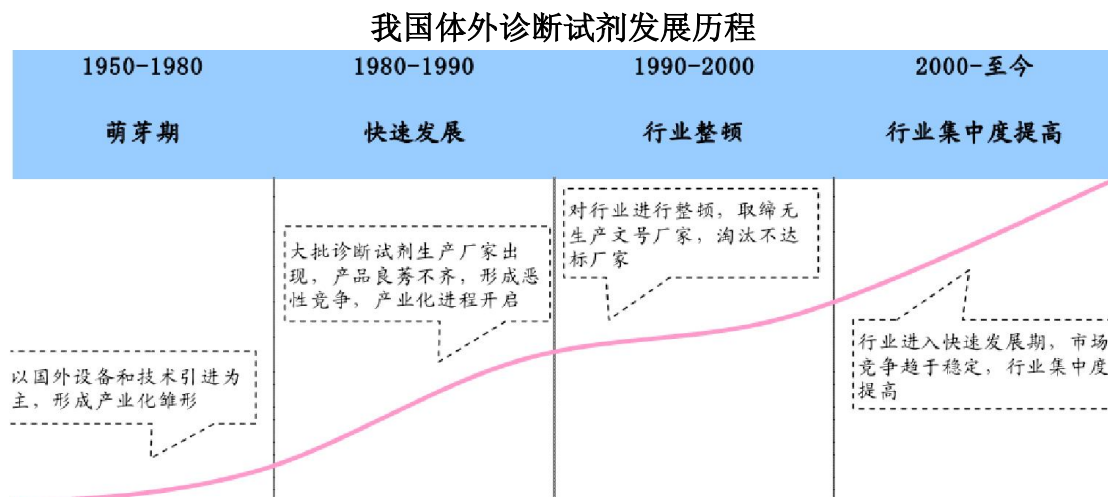 我国体外诊断试剂发展历程
1950-1980
1980-1990
1990-2000
2000-至今
萌芽期
快速发展
行业整顿
行业集中度提高
以国外设备和技术引进为
主，形成产业化雏形
大批诊断试剂生产厂家出
现，产品良莠不齐，形成恶
性竞争，产业化进程开启
对行业进行整顿，取缔无
生产文号厂家，淘汰不达
标厂家
行业进入快速发展期，市场
竞争趋于稳定，行业集中度
提高